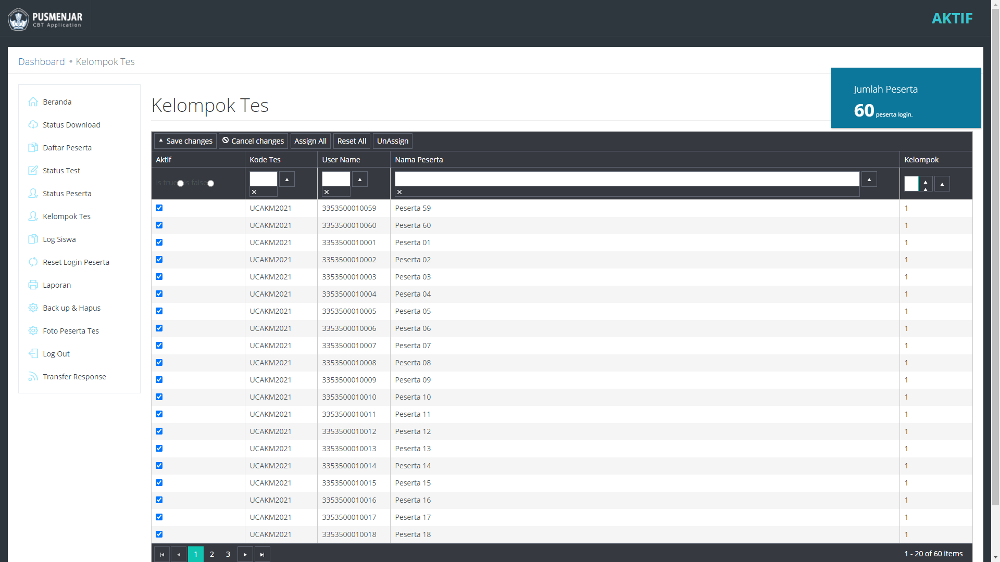 PUSMENJAR
CBT Application
AKTIF
Dashboard • Kelompok Tes
Jumlah Peserta
60 peserta login.
Beranda
Status Download
Daftar Peserta
Status Test
Status Peserta
Kelompok Tes
Log Siswa
Reset Login Peserta
Laporan
Back up & Hapus
Foto Peserta Tes
Log Out
Transfer Response
Kelompok Tes
Save changes Cancel changes Assign All Reset All UnAssign
Aktif Kode Tes User Name Nama Peserta Kelompok
is true is false
UCAKM2021 3353500010059 Peserta 59 1
UCAKM2021 3353500010060 Peserta 60 1
UCAKM2021 3353500010001 Peserta 01 1
UCAKM2021 3353500010002 Peserta 02 1
UCAKM2021 3353500010003 Peserta 03 1
UCAKM2021 3353500010004 Peserta 04 1
UCAKM2021 3353500010005 Peserta 05 1
UCAKM2021 3353500010006 Peserta 06 1
UCAKM2021 3353500010007 Peserta 07 1
UCAKM2021 3353500010008 Peserta 08 1
UCAKM2021 3353500010009 Peserta 09 1
UCAKM2021 3353500010010 Peserta 10 1
UCAKM2021 3353500010011 Peserta 11 1
UCAKM2021 3353500010012 Peserta 12 1
UCAKM2021 3353500010013 Peserta 13 1
UCAKM2021 3353500010014 Peserta 14 1
UCAKM2021 3353500010015 Peserta 15 1
UCAKM2021 3353500010016 Peserta 16 1
UCAKM2021 3353500010017 Peserta 17 1
UCAKM2021 3353500010018 Peserta 18 1
1 2 3 1 - 20 of 60 items